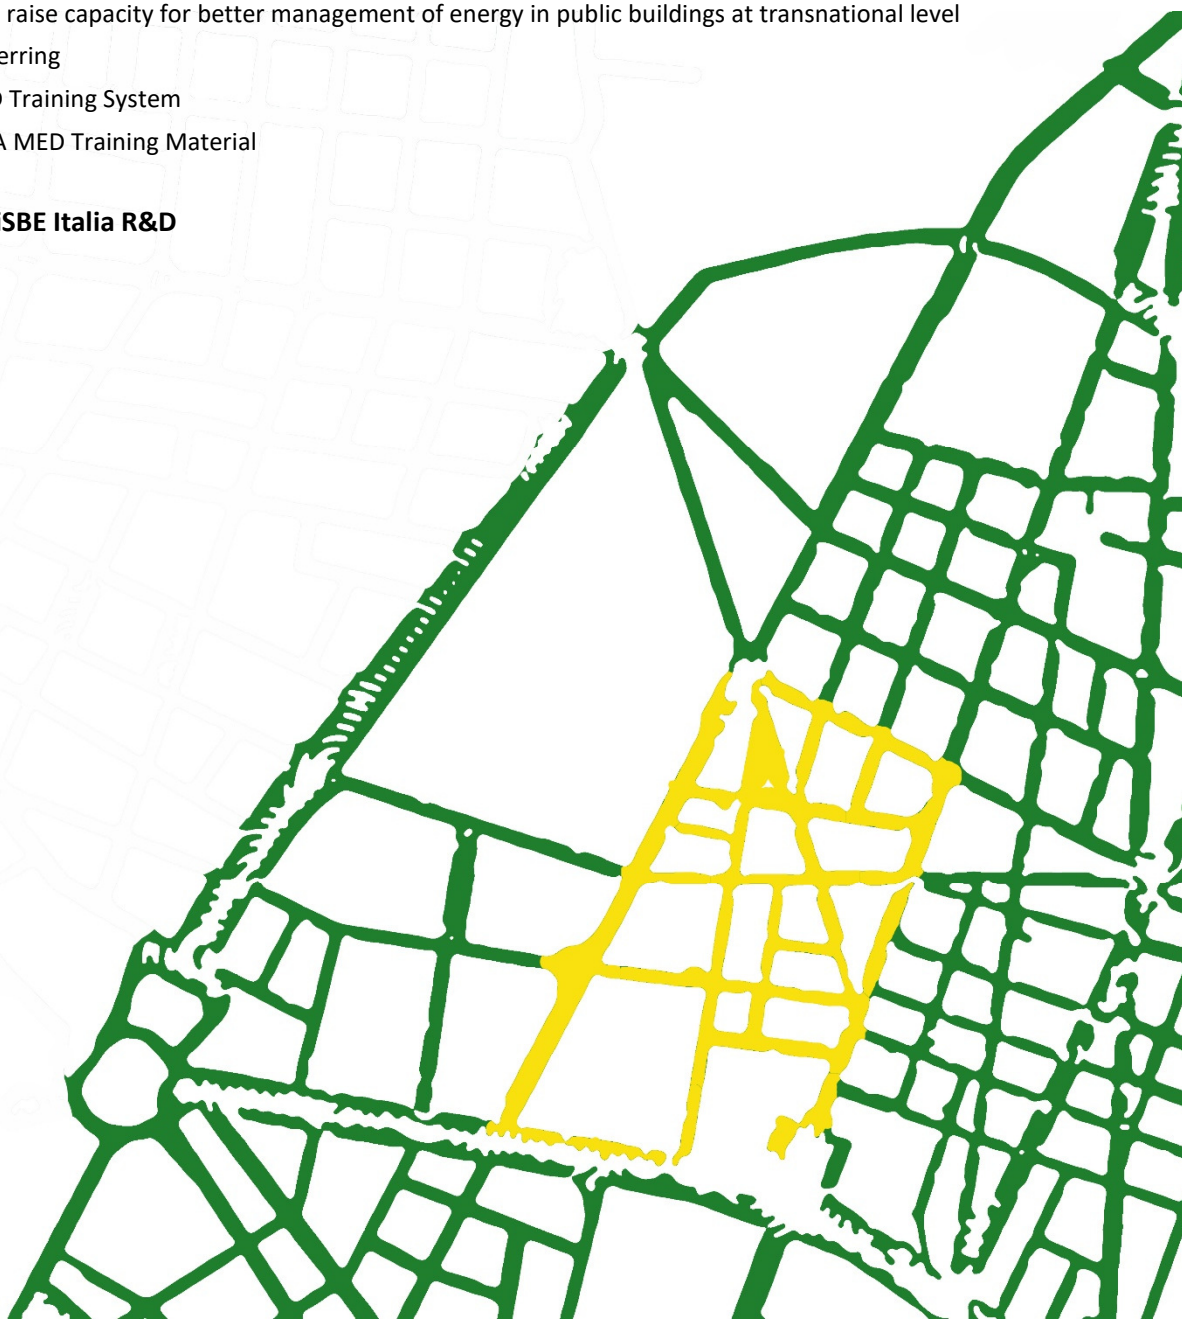 raise capacity for better management of energy in public buildings at transnational level
erring
Training System
A MED Training Material
iSBE Italia R&D